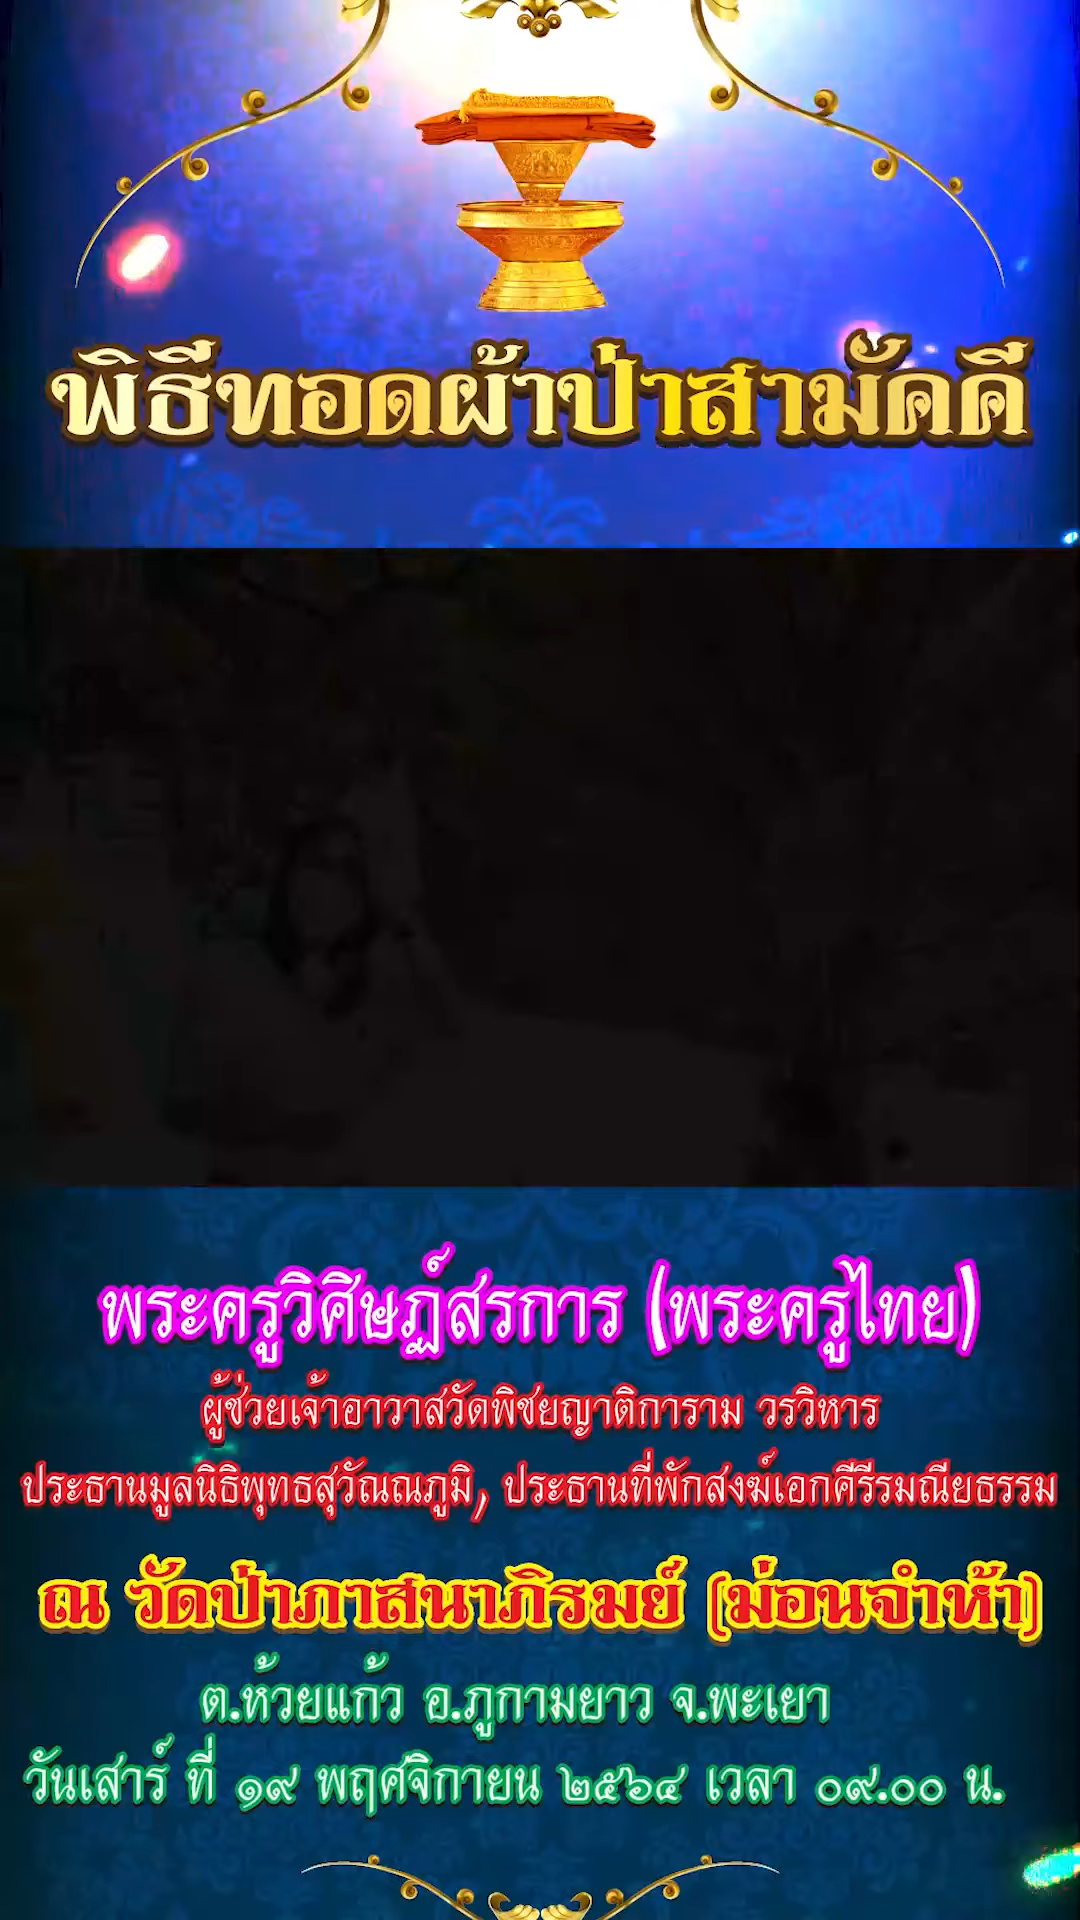 พิธีทอดผ้าป่าสามัคคี
พระครูวิศิษฏ์สรการ (พระครูไทย)
ผู้ช่วยเจ้าอาวาสวัดพิชยญาติการาม วรวิหาร
ประธานมูลนิธิพุทธสุวัณณภูมิ, ประธานที่พักสงฆ์เอกคีรีรมณียธรรม
ณ วัดป่าภาสนาภิรมย์ (ม่อนจำห้า)
ต.ห้วยแก้ว อ.ภูกามยาว จ.พะเยา
วันเสาร์ ที่ ๑๙ พฤศจิกายน ๒๕๖๔ เวลา ๐๙.๐๐ น.